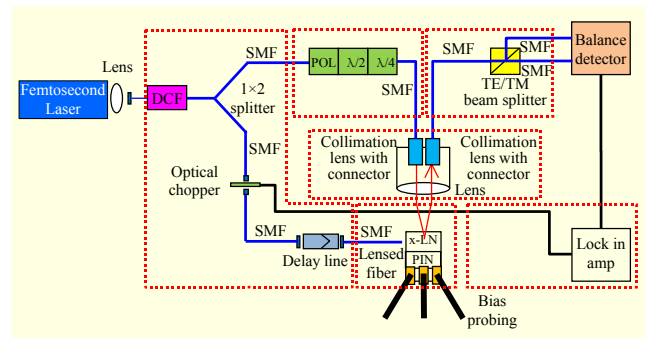 Lens
Femtosecond
Laser
DCF
SMF
1×2
splitter
SMF
Optical
chopper
SMF
Delay line
SMF
POL
λ/2
λ/4
SMF
SMF
SMF
SMF
TE/TM
beam splitter
Balance
detector
Collimation
lens with
connector
Collimation
lens with
connector
Lens
Lensed
fiber
x-LN
PIN
Bias
probing
Lock in
amp